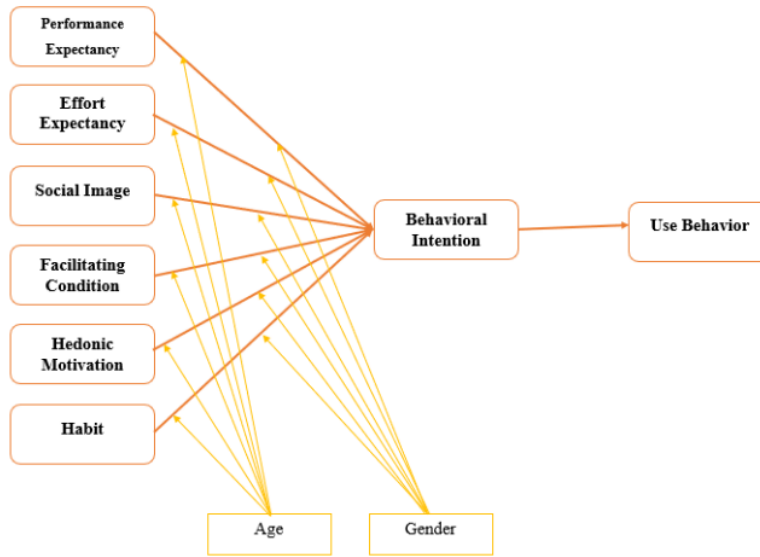 Performance
Expectancy
Effort
Expectancy
Social Image
Facilitating
Condition
Hedonic
Motivation
Habit
Behavioral
Intention
Use Behavior
Age
Gender